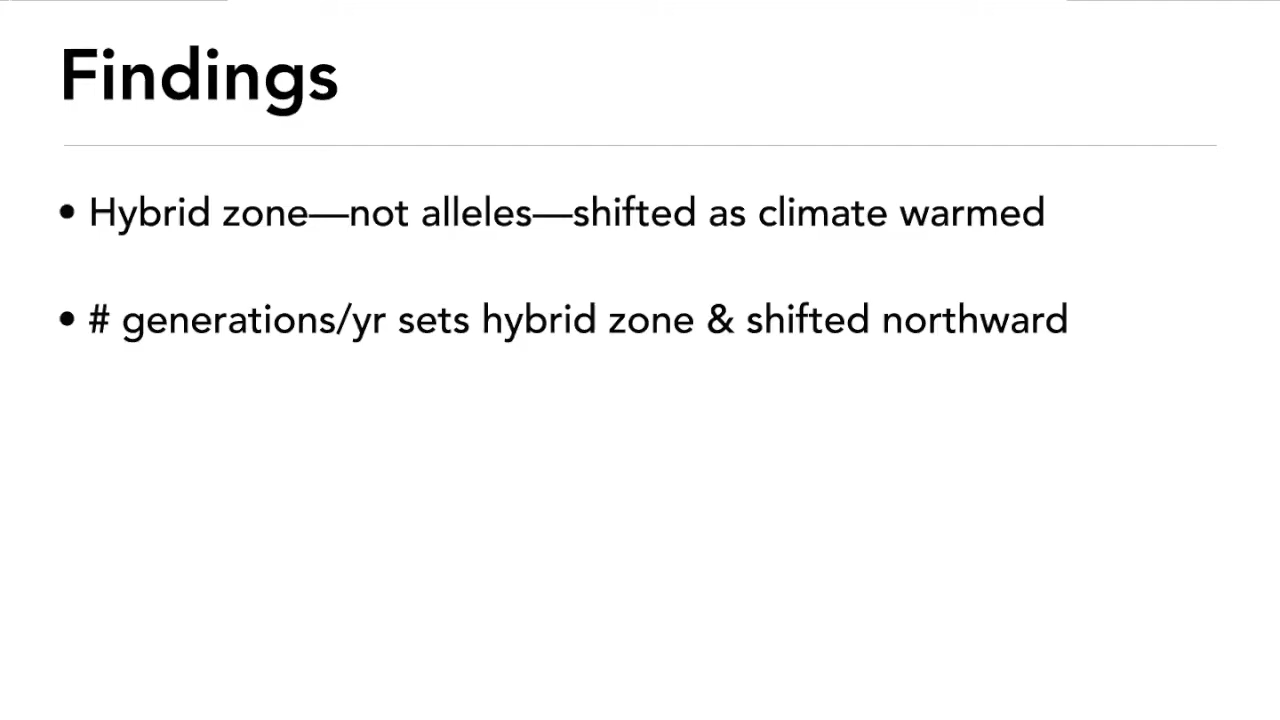 Findings
• Hybrid zone—not alleles—shifted as climate warmed
• # generations/yr sets hybrid zone & shifted northward